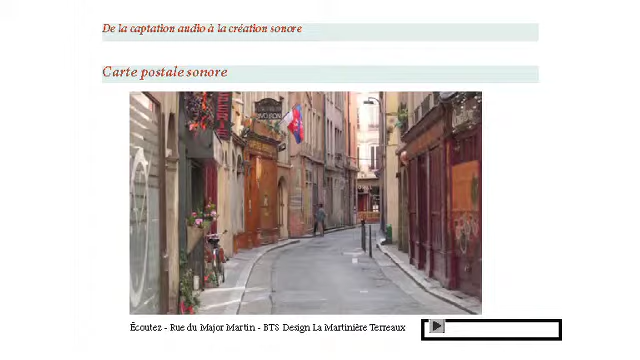 De la captation audio à la création sonore
Carte postale sonore
Écoutez - Rue du Major Martin - BTS Design La Martinière Terreaux